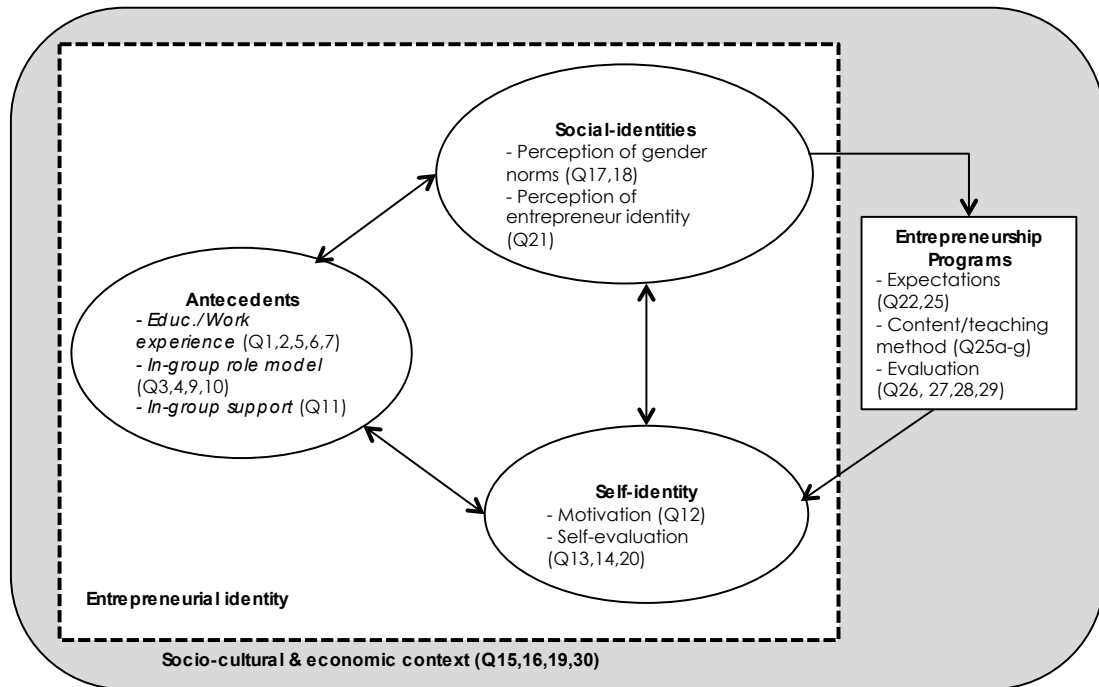 Social-identities
- Perception of gender
norms (Q17,18)
- Perception of
entrepreneur identity
(Q21)
Entrepreneurship
Programs
- Expectations
(Q22,25)
- Content/teaching
method (Q25a-g)
- Evaluation
(Q26, 27,28,29)
Antecedents
- Educ./Work
experience (Q1,2,5,6,7)
- In-group role model
(Q3,4,9,10)
- In-group support (Q11)
Self-identity
- Motivation (Q12)
- Self-evaluation
(Q13,14,20)
Entrepreneurial identity
Socio-cultural & economic context (Q15,16,19,30)